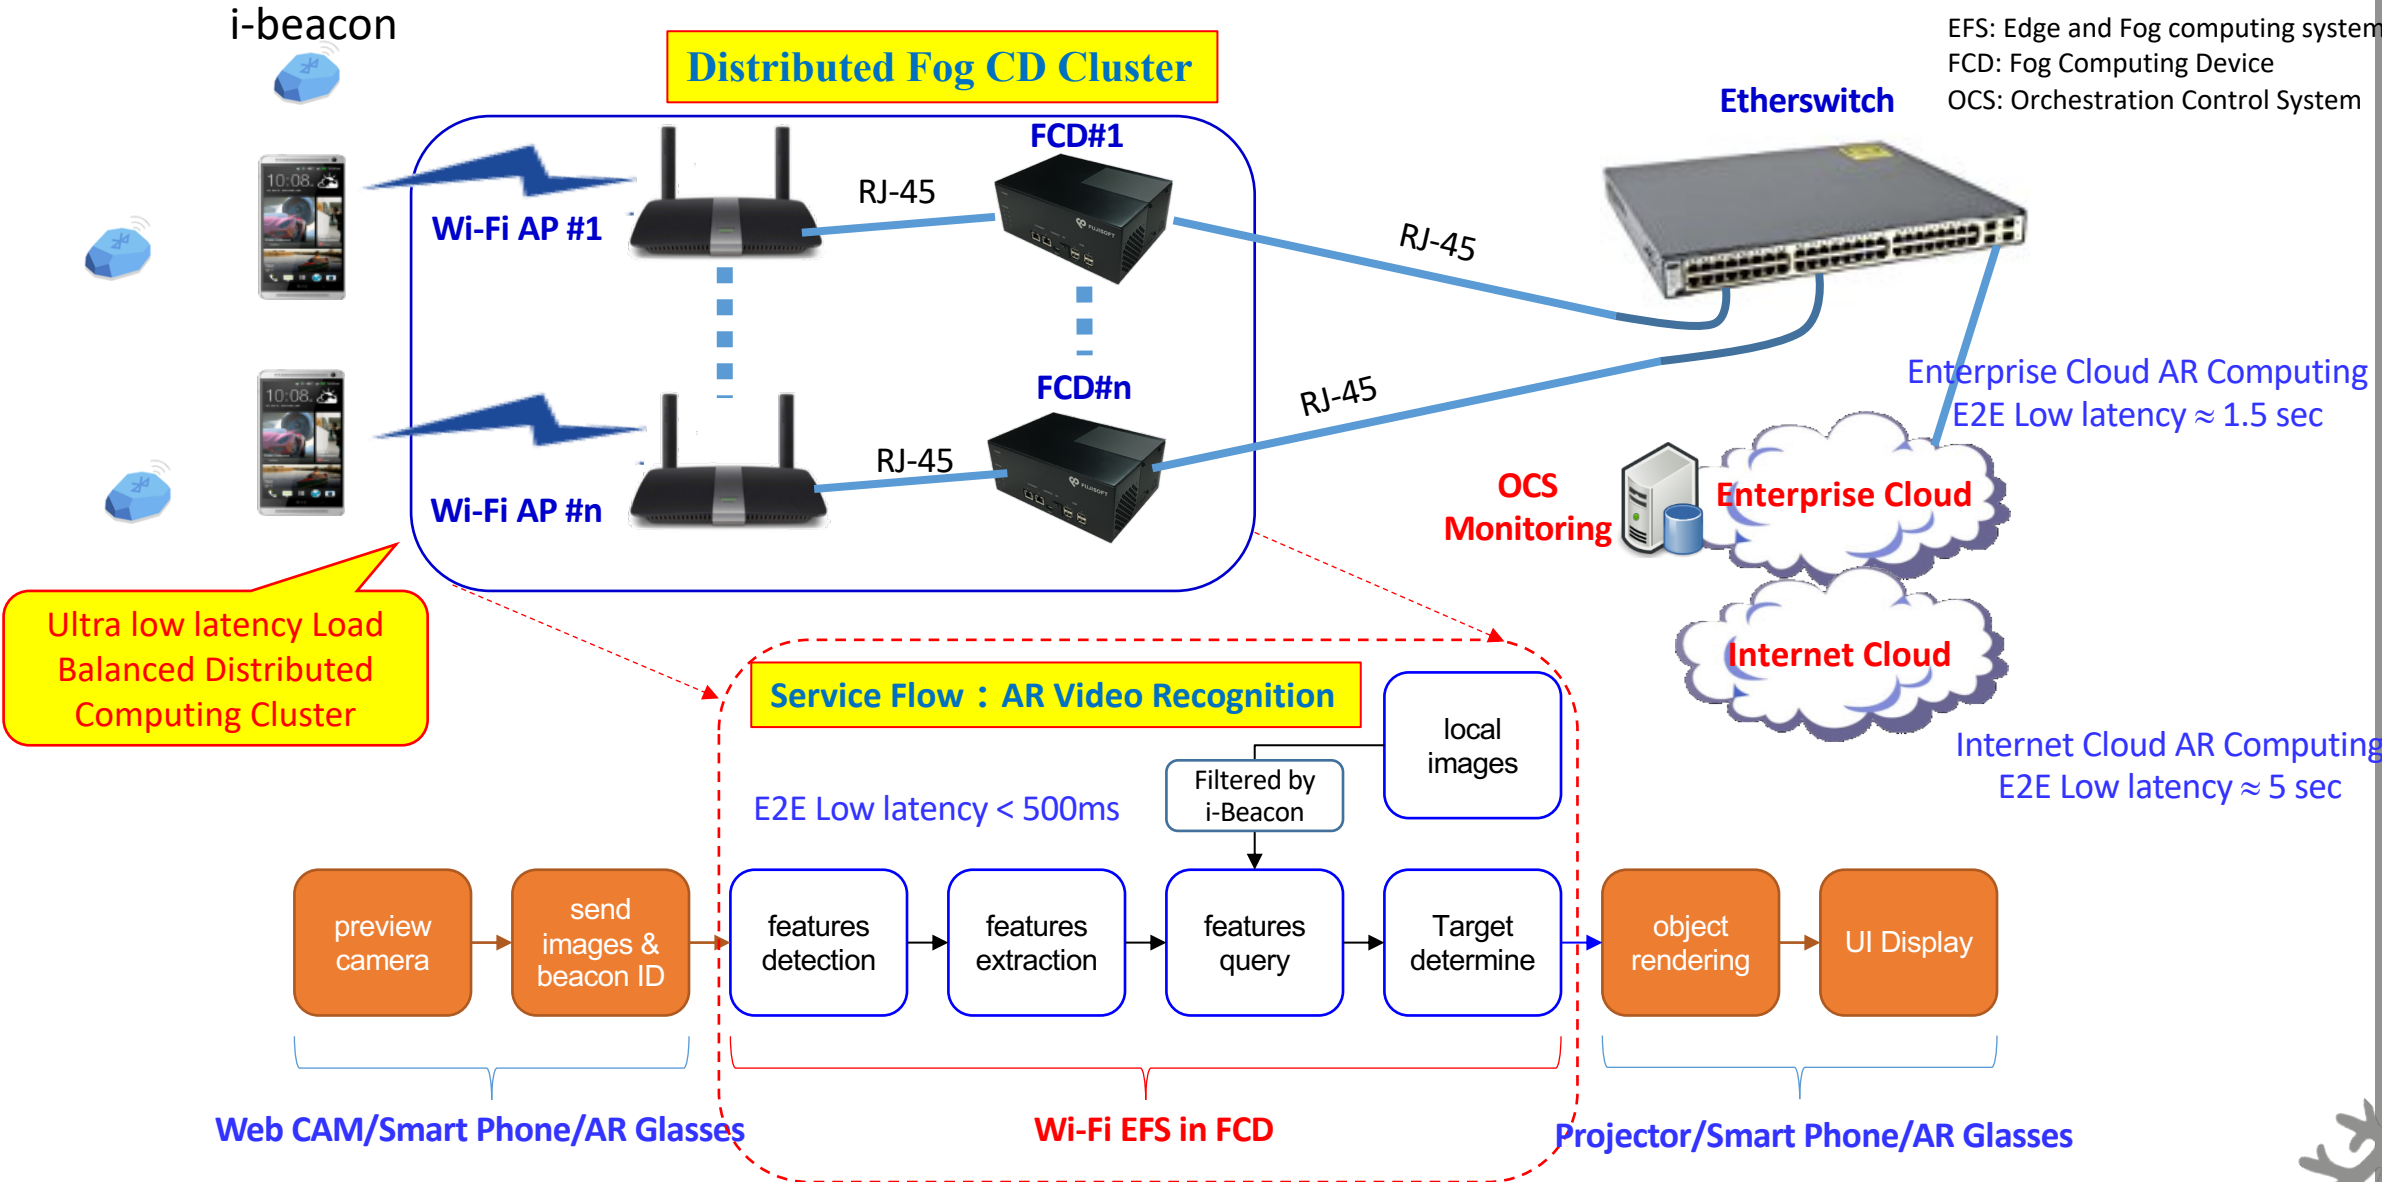 i-beacon
Distributed Fog CD Cluster
EFS: Edge and Fog computing system
FCD: Fog Computing Device
OCS: Orchestration Control System
Etherswitch
FCD#1
RJ-45
Wi-Fi AP #1
RJ-45
10:08
FUJISOFT
FCD#n
RJ-45
Enterprise Cloud AR Computing
E2E Low latency ≈ 1.5 sec
10:08
RJ-45
FUJISOFT
Wi-Fi AP #n
OCS
Monitoring
Enterprise Cloud
Ultra low latency Load
Balanced Distributed
Computing Cluster
Internet Cloud
Internet Cloud AR Computing
E2E Low latency ≈ 5 sec
Service Flow：AR Video Recognition
local
images
Filtered by
i-Beacon
E2E Low latency < 500ms
preview
camera
send
images &
beacon ID
features
detection
features
extraction
features
query
Target
determine
object
rendering
UI Display
Web CAM/Smart Phone/AR Glasses
Wi-Fi EFS in FCD
Projector/Smart Phone/AR Glasses